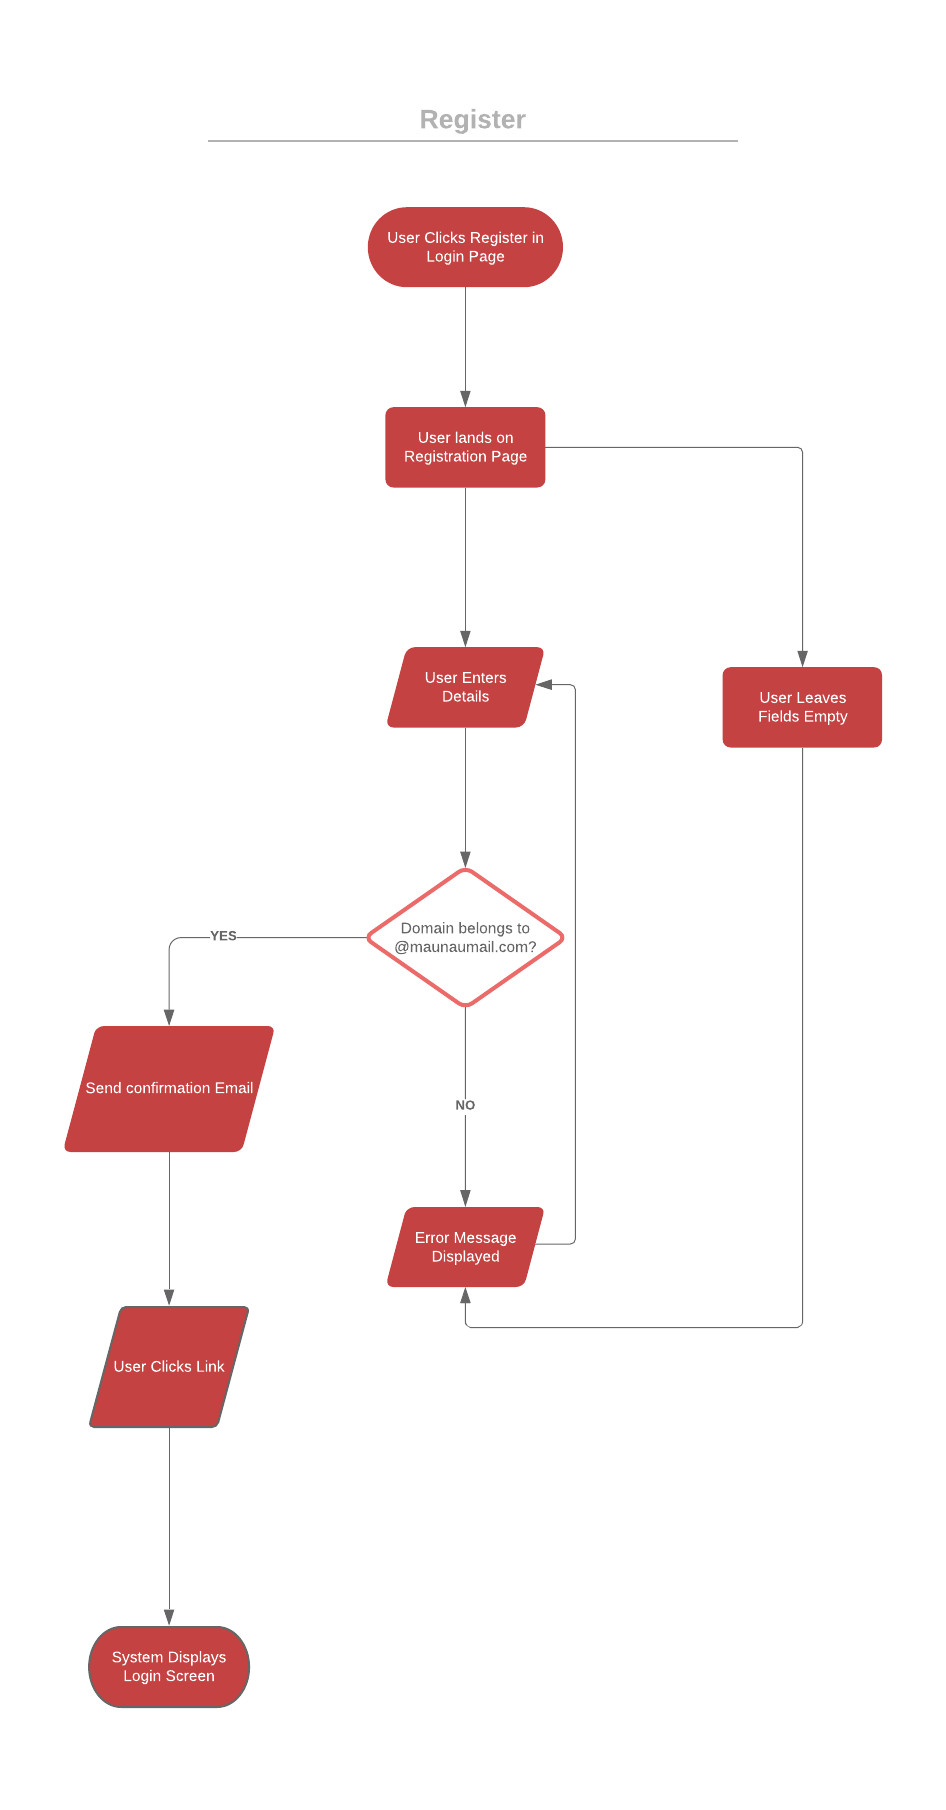 Register
User Clicks Register in
Login Page
User lands on
Registration Page
User Enters
Details
User Leaves
Fields Empty
Domain belongs to
@maunaumail.com?
YES
Send confirmation Email
NO
Error Message
Displayed
User Clicks Link
System Displays
Login Screen